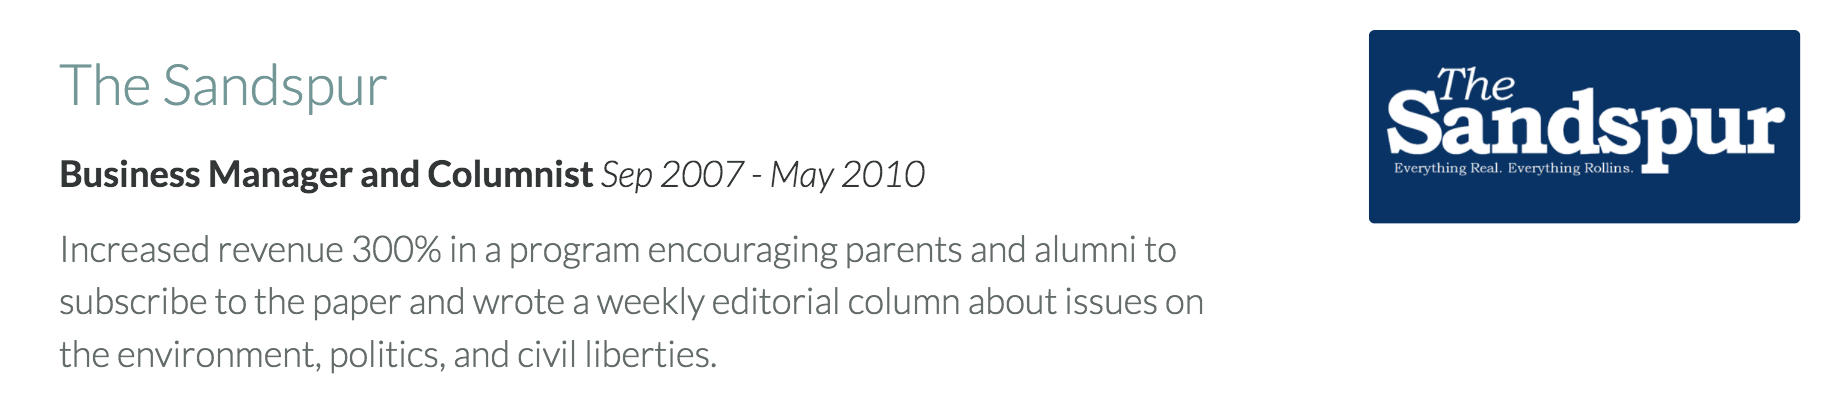 The Sandspur
Business Manager and Columnist Sep 2007 - May 2010
Increased revenue 300% in a program encouraging parents and alumni to
subscribe to the paper and wrote a weekly editorial column about issues on
the environment, politics, and civil liberties.
The
Sandspur
Everything Real. Everything Rollins.